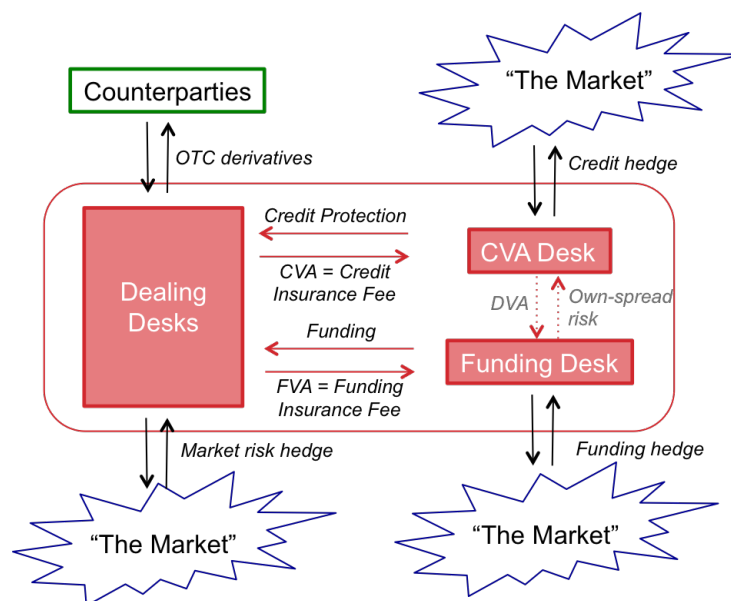 Counterparties
"The Market"
OTC derivatives
Credit hedge
Credit Protection
CVA Desk
CVA = Credit
Insurance Fee
Dealing
Desks
DVA
Own-spread
risk
Funding
Funding Desk
FVA = Funding
Insurance Fee
Market risk hedge
Funding hedge
"The Market"
"The Market"